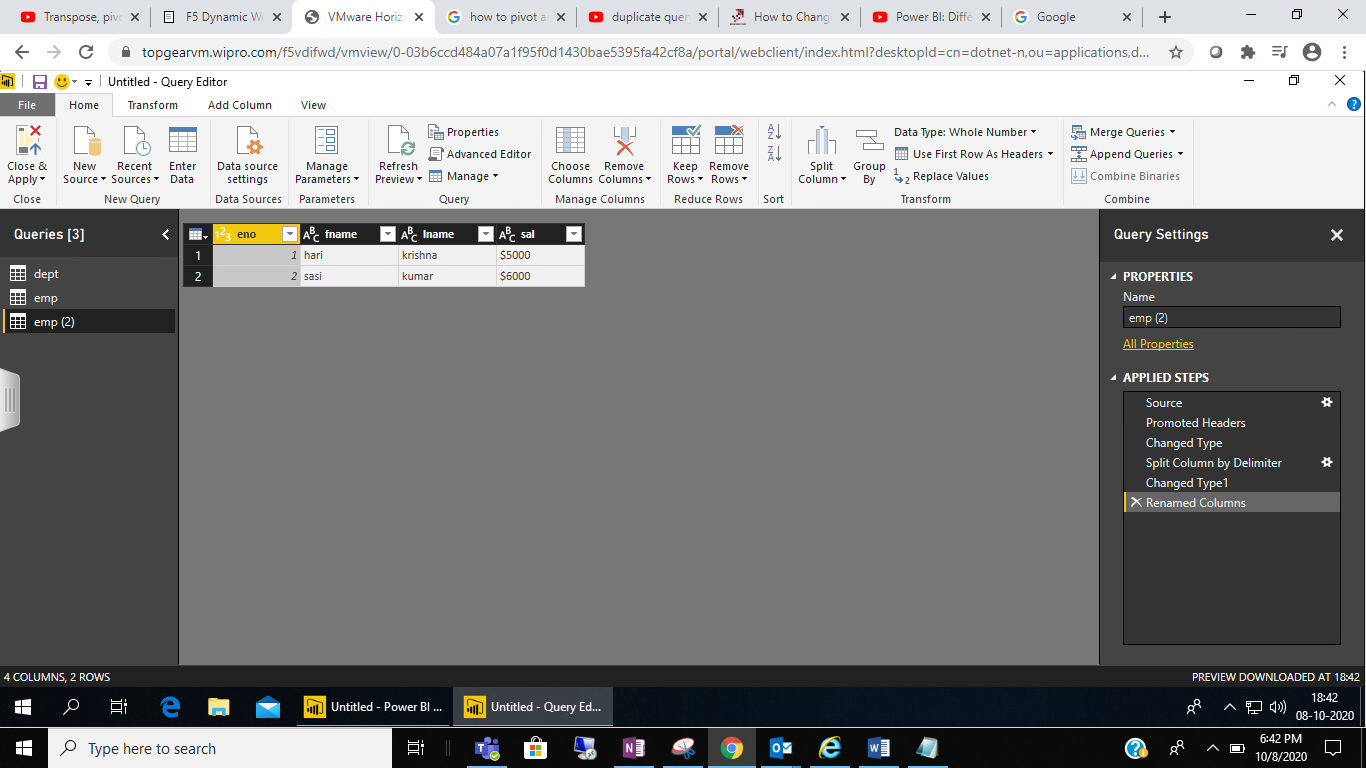 Transpose, piv
F5 Dynamic W
VMware Horiz
how to pivot a
duplicate quer
How to Chang
Power BI: Diffe
Google
topgearvm.wipro.com/f5vdifwd/vmview/0-03b6ccd484a07a1f95f0d1430bae5395fa42cf8a/portal/webclient/index.html?desktopId=cn=dotnet-n,ou=applications,d...
Untitled - Query Editor
File Home Transform Add Column View
Close & Apply
New Source
Recent Sources
Enter Data
Data source settings
Manage Parameters
Refresh Preview
Properties
Advanced Editor
Manage
Choose Columns
Remove Columns
Keep Rows
Remove Rows
Split Column
Group By
Data Type: Whole Number
Use First Row As Headers
Replace Values
Merge Queries
Append Queries
Combine Binaries
Close New Query Data Sources Parameters Query Manage Columns Reduce Rows Sort Transform Combine
Queries [3]
dept
emp
emp (2)
eno fname lname sal
1 1 hari krishna $5000
2 2 sasi kumar $6000
Query Settings
PROPERTIES
Name
emp (2)
All Properties
APPLIED STEPS
Source
Promoted Headers
Changed Type
Split Column by Delimiter
Changed Type1
Renamed Columns
4 COLUMNS, 2 ROWS
PREVIEW DOWNLOADED AT 18:42
Untitled - Power BI ...
Untitled - Query Ed...
18:42
08-10-2020
Type here to search
6:42 PM
10/8/2020